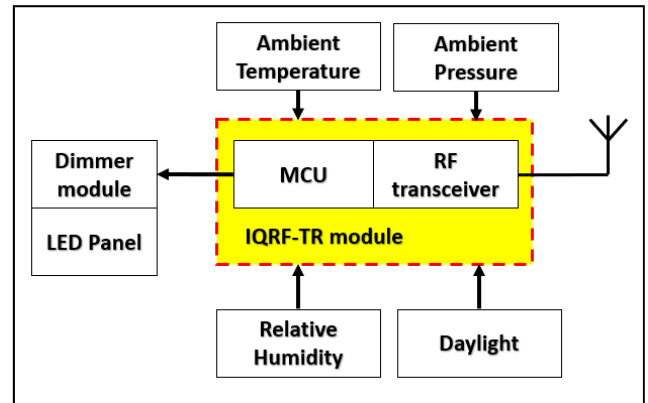 Ambient
Temperature
Ambient
Pressure
Dimmer
module
LED Panel
MCU
RF
transceiver
IQRF-TR module
Relative
Humidity
Daylight